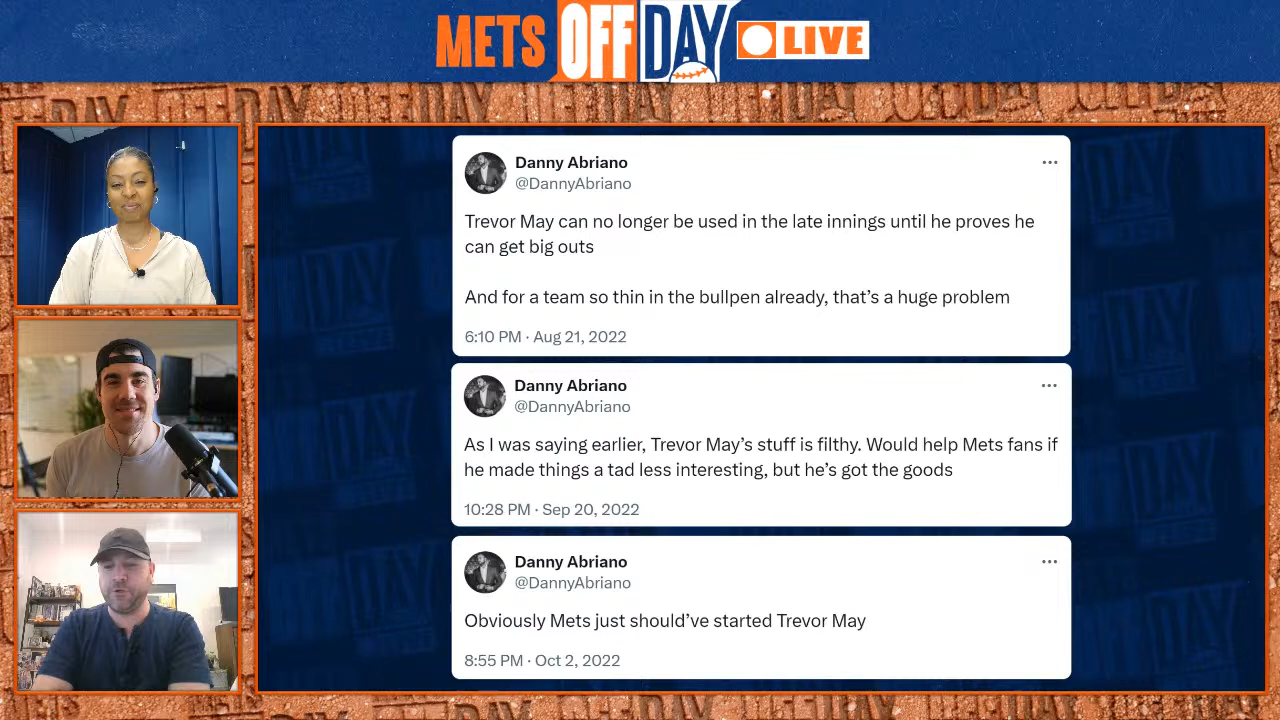 METS OFF DAY LIVE
Danny Abriano
@DannyAbriano
Trevor May can no longer be used in the late innings until he proves he
can get big outs
And for a team so thin in the bullpen already, that’s a huge problem
6:10 PM · Aug 21, 2022
Danny Abriano
@DannyAbriano
As I was saying earlier, Trevor May’s stuff is filthy. Would help Mets fans if
he made things a tad less interesting, but he’s got the goods
10:28 PM · Sep 20, 2022
Danny Abriano
@DannyAbriano
Obviously Mets just should’ve started Trevor May
8:55 PM · Oct 2, 2022